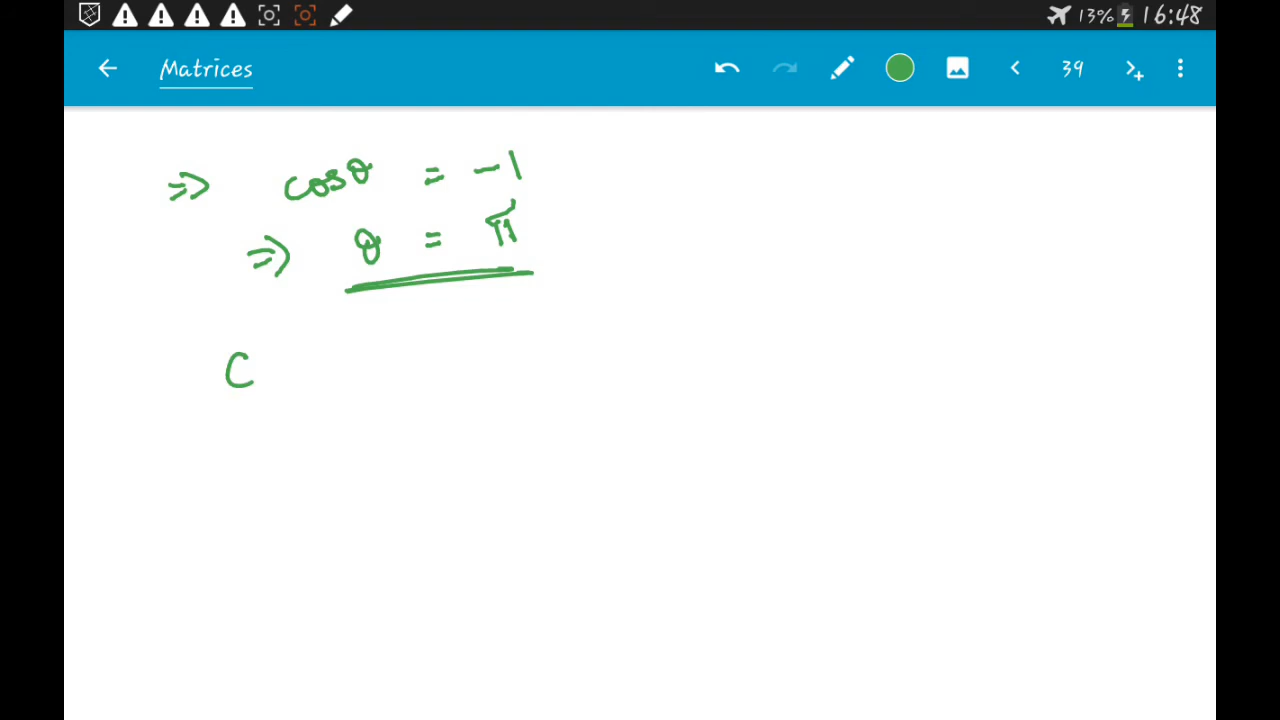 13% 16:48
Matrices 39
⇒ cosθ = -1
⇒ θ = π
C